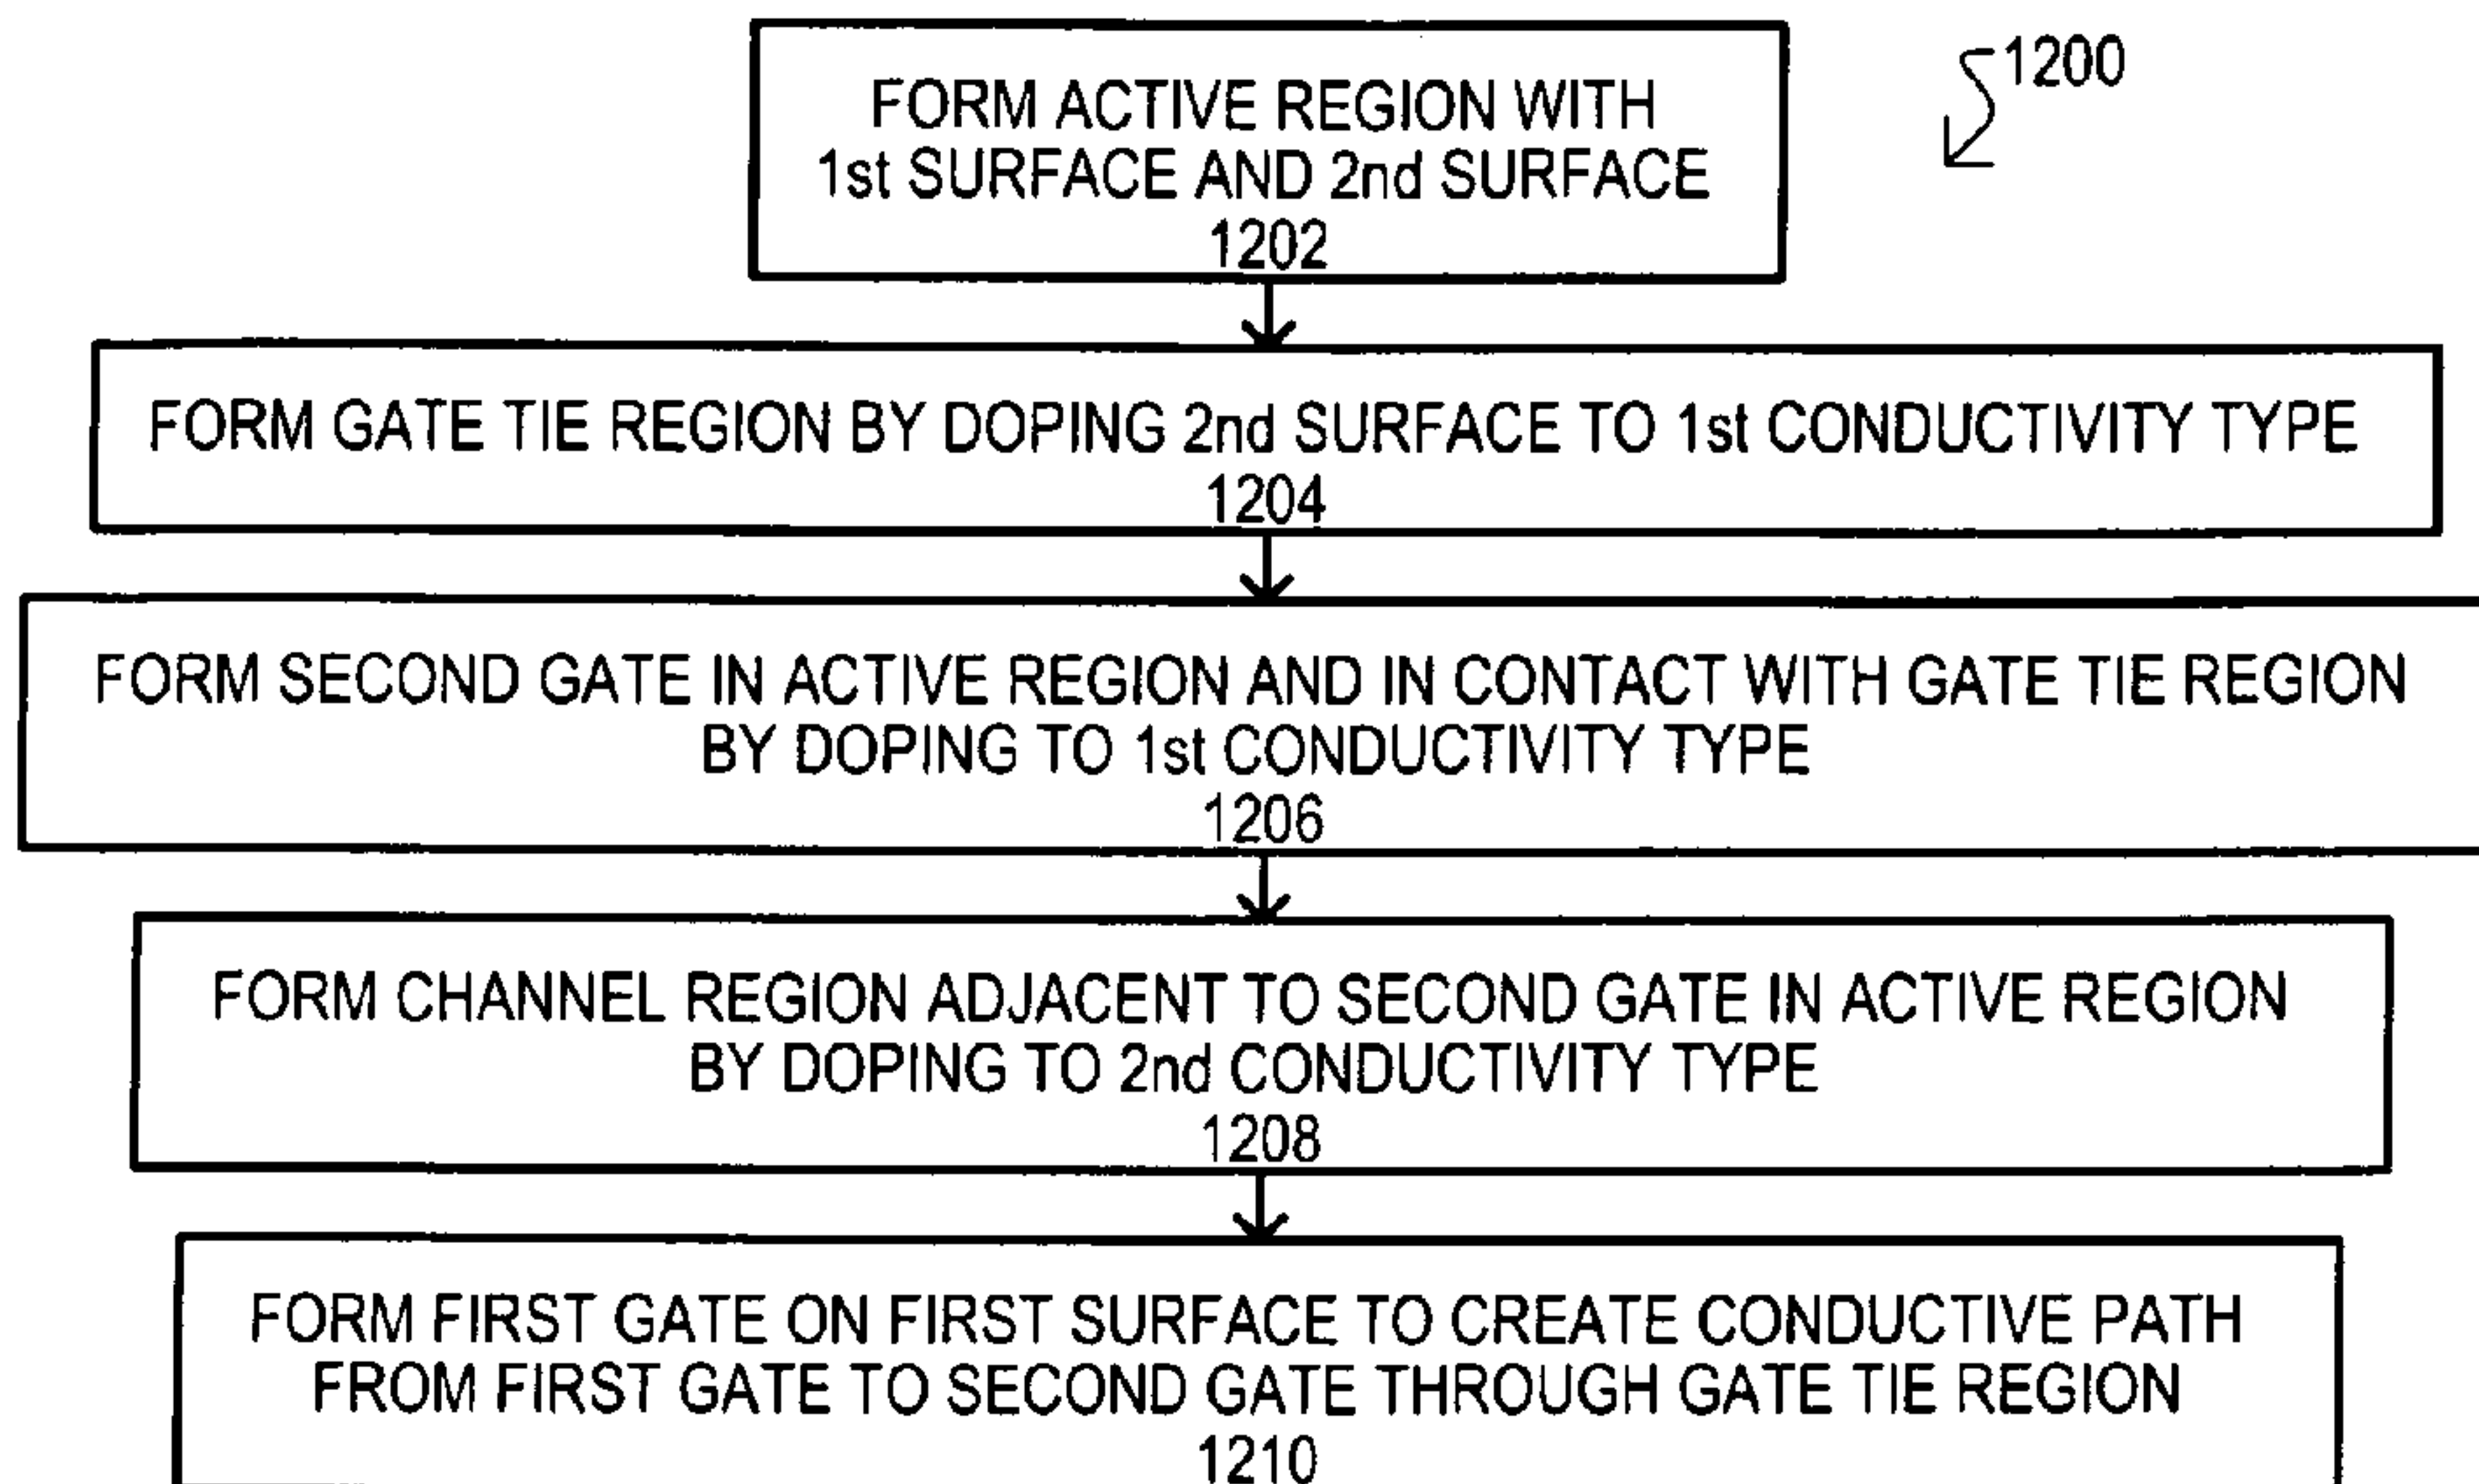 1200
FORM ACTIVE REGION WITH
1st SURFACE AND 2nd SURFACE
1202
FORM GATE TIE REGION BY DOPING 2nd SURFACE TO 1st CONDUCTIVITY TYPE
1204
FORM SECOND GATE IN ACTIVE REGION AND IN CONTACT WITH GATE TIE REGION
BY DOPING TO 1st CONDUCTIVITY TYPE
1206
FORM CHANNEL REGION ADJACENT TO SECOND GATE IN ACTIVE REGION
BY DOPING TO 2nd CONDUCTIVITY TYPE
1208
FORM FIRST GATE ON FIRST SURFACE TO CREATE CONDUCTIVE PATH
FROM FIRST GATE TO SECOND GATE THROUGH GATE TIE REGION
1210